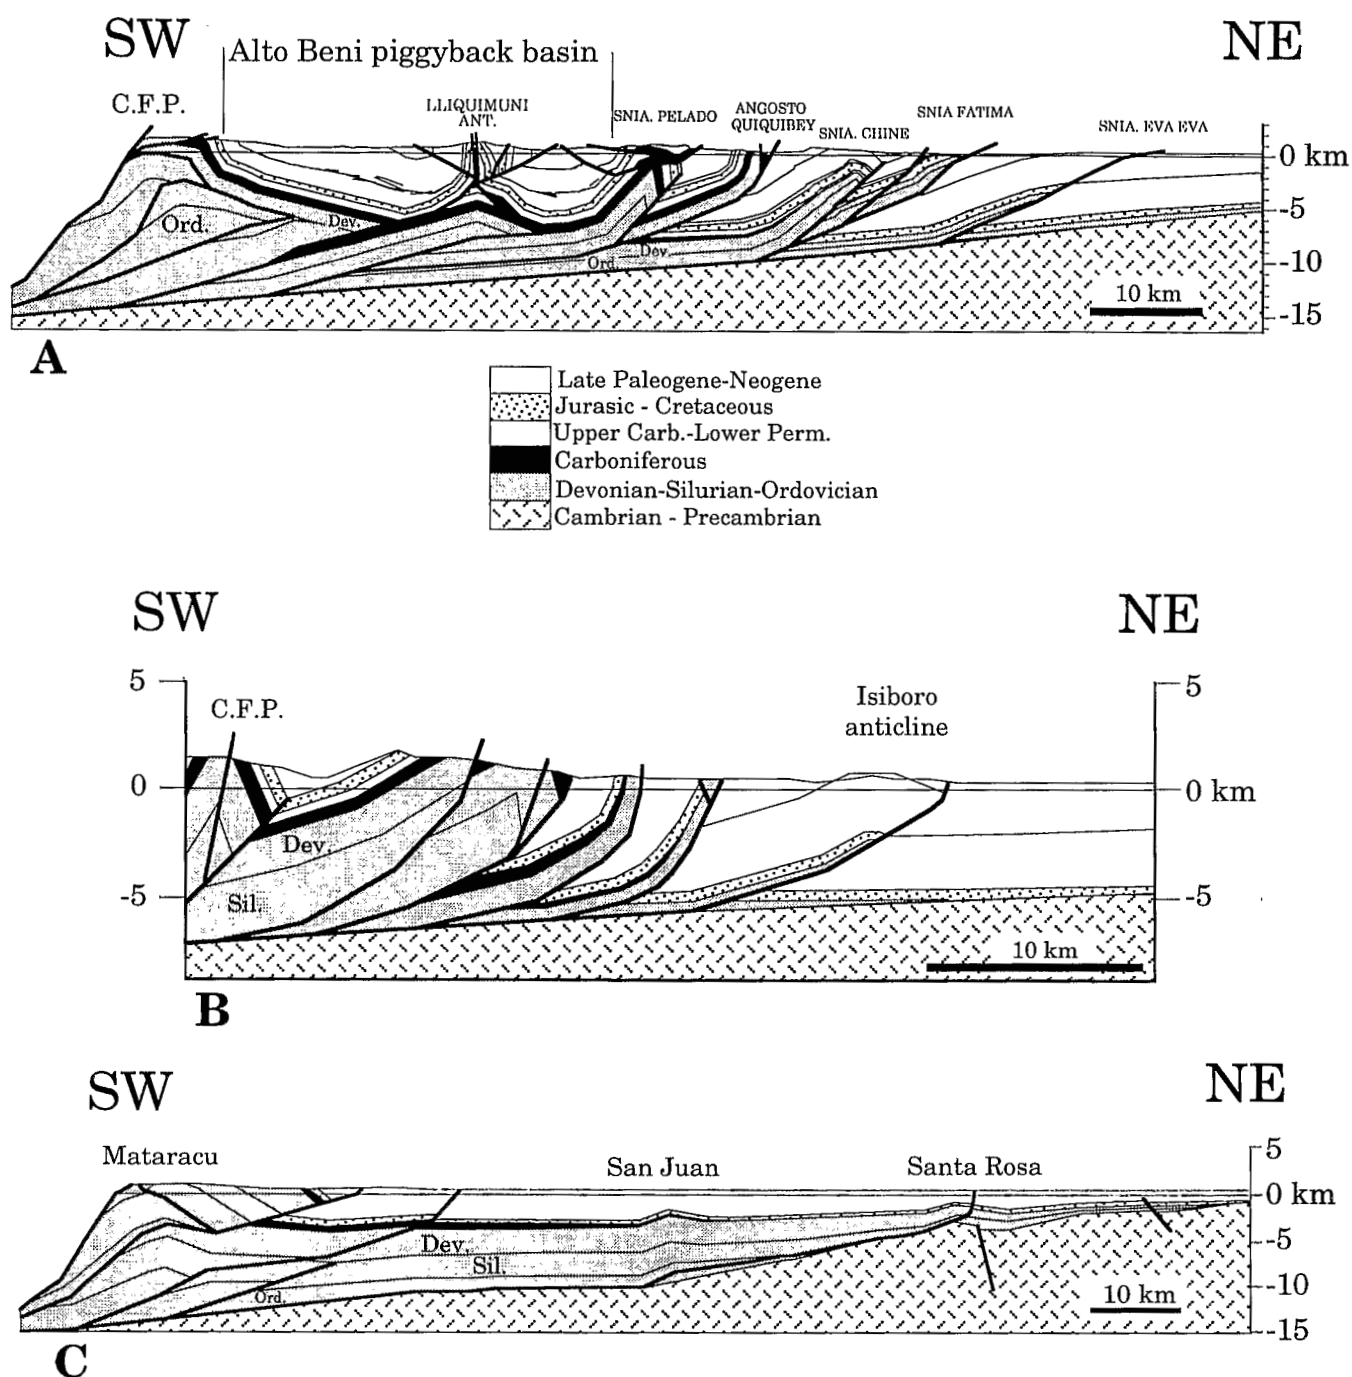 SW
NE
Alto Beni piggyback basin
C.F.P.
LLIQUIMUNI
ANT.
SNIA. PELADO
ANGOSTO
QUIQUIBEY
SNIA. CHINE
SNIA FATIMA
SNIA. EVA EVA
0 km
-5
-10
-15
Ord.
Dev.
Dev.
Ord.
10 km
A
Late Paleogene-Neogene
Jurasic - Cretaceous
Upper Carb.-Lower Perm.
Carboniferous
Devonian-Silurian-Ordovician
Cambrian - Precambrian
SW
NE
5
0
-5
C.F.P.
Isiboro
anticline
5
0 km
-5
Dev.
Sil.
10 km
B
SW
NE
Mataracu
San Juan
Santa Rosa
5
0 km
-5
-10
-15
Dev.
Sil.
Ord.
10 km
C